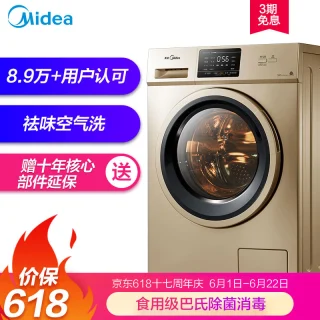 Midea
3期
免息
8.9万+用户认可
祛味空气洗
赠十年核心
部件延保
送
Midea
0:56
价保
618
京东618十七周年庆 6月1日-6月22日
食用级巴氏除菌消毒